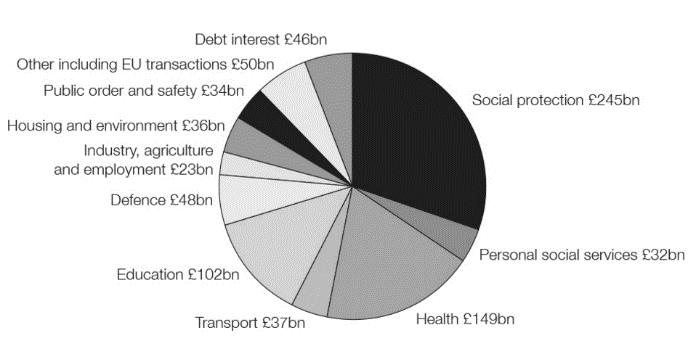 Debt interest £46bn
Other including EU transactions £50bn
Public order and safety £34bn
Social protection £245bn
Housing and environment £36bn
Industry, agriculture
and employment £23bn
Defence £48bn
Personal social services £32bn
Education £102bn
Health £149bn
Transport £37bn